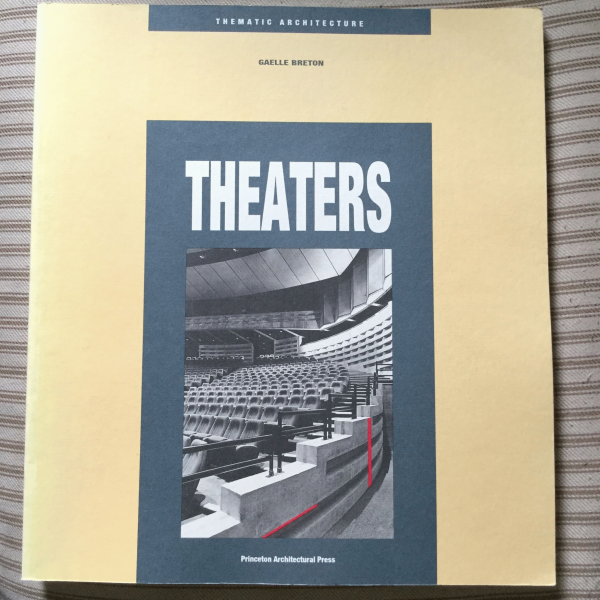 THEMATIC ARCHITECTURE
GAELLE BRETON
THEATERS
Princeton Architectural Press